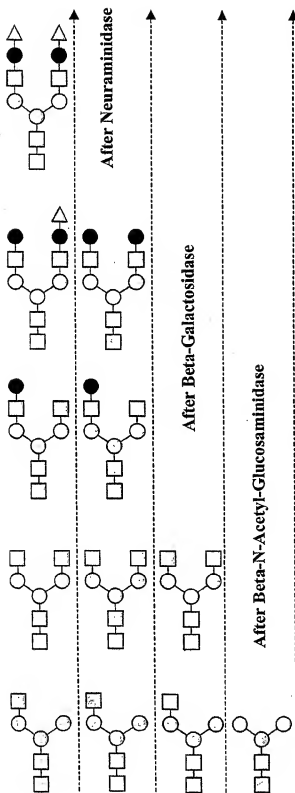 After Neuraminidase
After Beta-Galactosidase
After Beta-N-Acetyl-Glucosaminidase